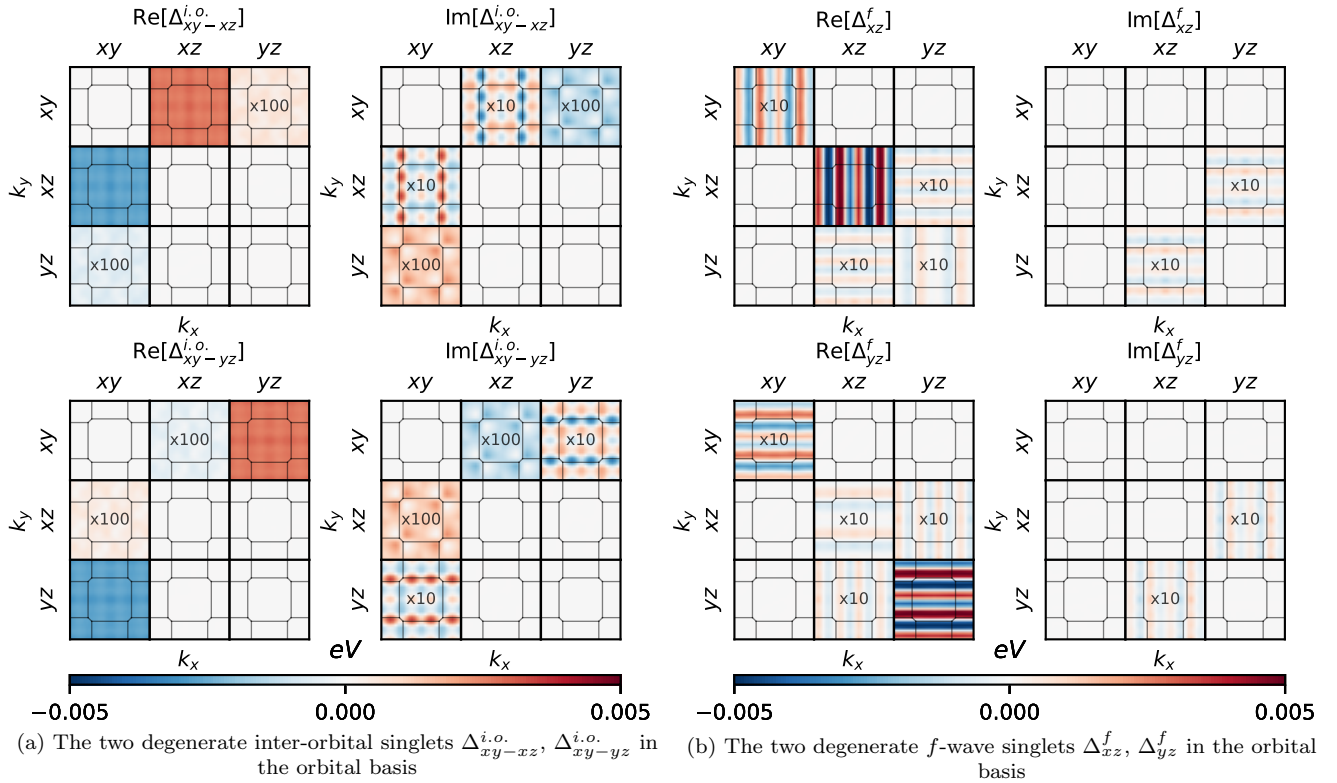 Re[Δ^{i.o.}_{xy−xz}]
Im[Δ^{i.o.}_{xy−xz}]
Re[Δ^{f}_{xz}]
Im[Δ^{f}_{xz}]
xy xz yz
xy xz yz
xy xz yz
xy xz yz
xy x100
xy x10 x100
xy x10
xy
k_y xz
k_y xz x10
k_y xz x10
k_y xz x10
yz x100
yz x100
yz x10 x10
yz x10
k_x
k_x
k_x
k_x
Re[Δ^{i.o.}_{xy−yz}]
Im[Δ^{i.o.}_{xy−yz}]
Re[Δ^{f}_{yz}]
Im[Δ^{f}_{yz}]
xy xz yz
xy xz yz
xy xz yz
xy xz yz
xy x100
xy x100 x10
xy x10
xy
k_y xz x100
k_y xz x100
k_y xz x10 x10
k_y xz x10
yz
yz x10
yz x10
yz x10
k_x
k_x
k_x
k_x
eV
eV
−0.005 0.000 0.005
−0.005 0.000 0.005
(a) The two degenerate inter-orbital singlets Δ^{i.o.}_{xy−xz}, Δ^{i.o.}_{xy−yz} in
the orbital basis
(b) The two degenerate f-wave singlets Δ^{f}_{xz}, Δ^{f}_{yz} in the orbital
basis